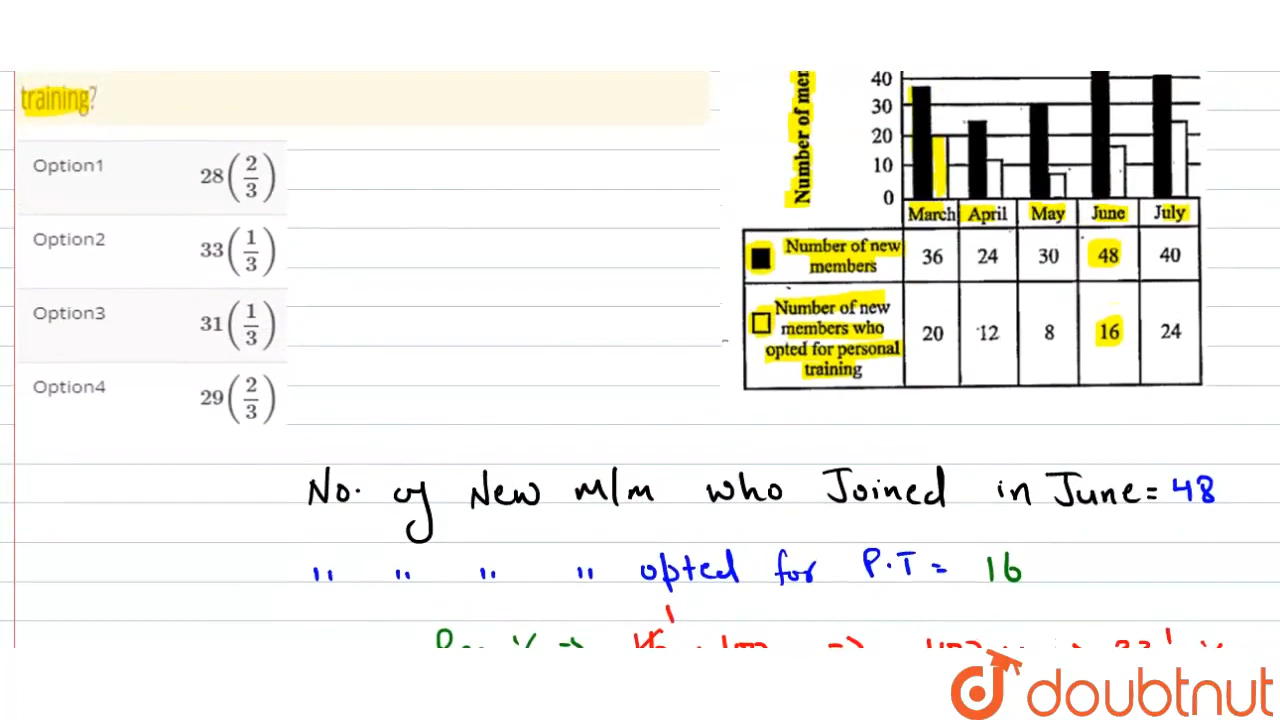 training?
Option1 28(2/3)
Option2 33(1/3)
Option3 31(1/3)
Option4 29(2/3)
Number of
40
30
20
10
0
March April May June July
Number of new members 36 24 30 48 40
Number of new members who opted for personal training 20 12 8 16 24
No. of New m/m who Joined in June = 48
" " " " opted for P.T = 16
doubtnut